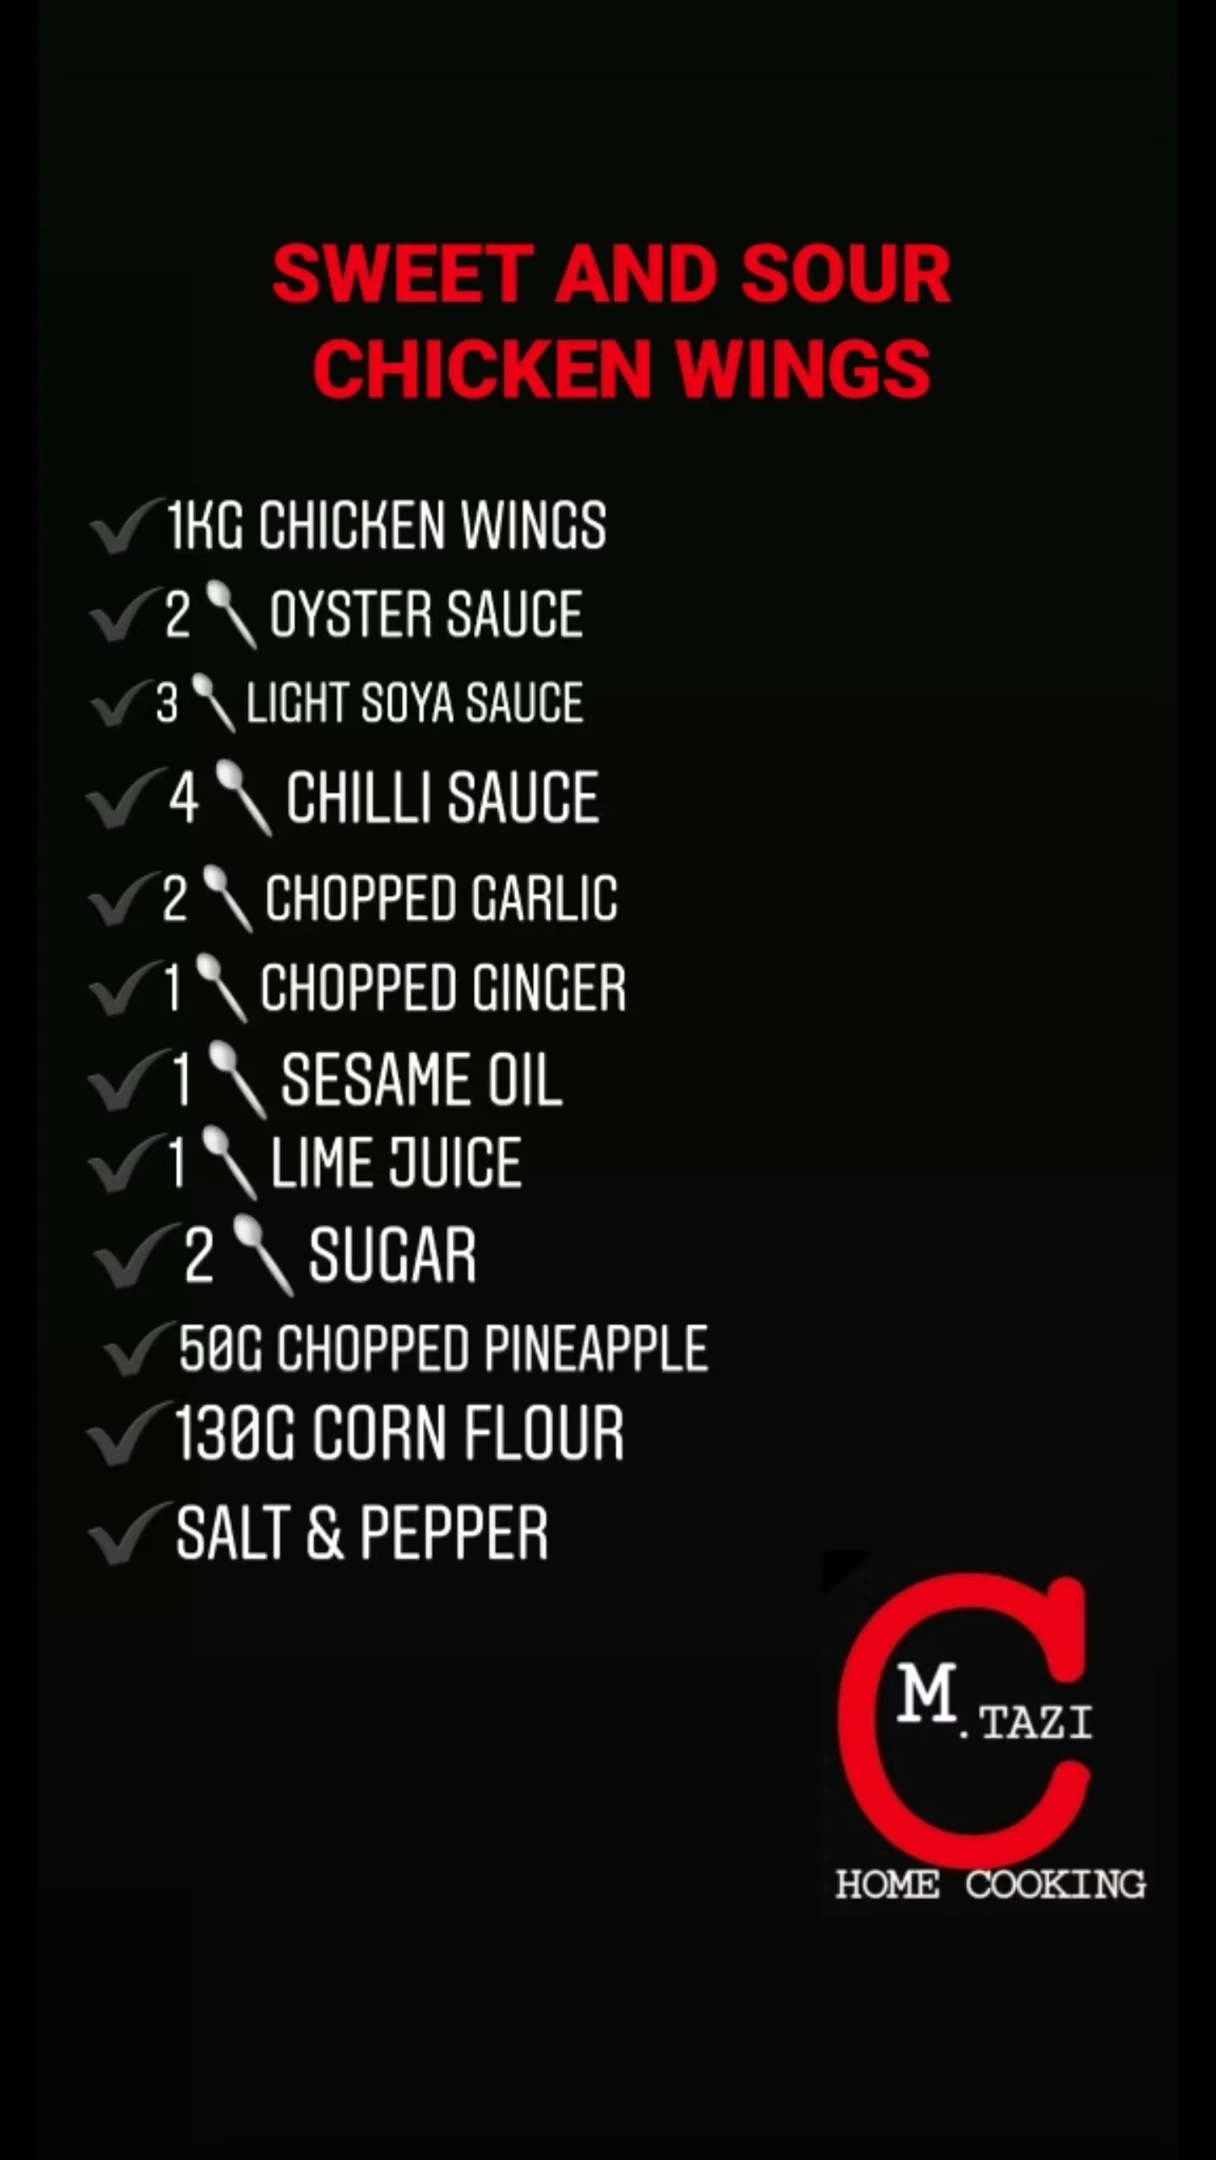 SWEET AND SOUR
CHICKEN WINGS
✔1KG CHICKEN WINGS
✔2🥄OYSTER SAUCE
✔3🥄LIGHT SOYA SAUCE
✔4🥄CHILLI SAUCE
✔2🥄CHOPPED GARLIC
✔1🥄CHOPPED GINGER
✔1🥄SESAME OIL
✔1🥄LIME JUICE
✔2🥄SUGAR
✔50G CHOPPED PINEAPPLE
✔130G CORN FLOUR
✔SALT & PEPPER
C
M.TAZI
HOME COOKING